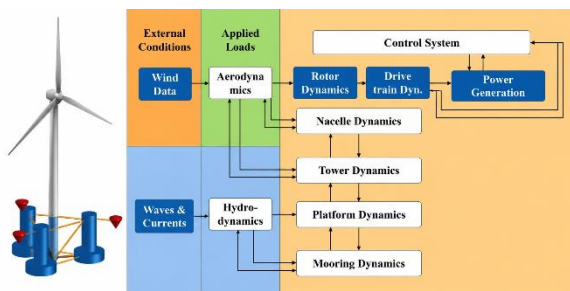 External
Conditions
Applied
Loads
Control System
Wind
Data
Aerodyna
mics
Rotor
Dynamics
Drive
train Dyn.
Power
Generation
Nacelle Dynamics
Tower Dynamics
Waves &
Currents
Hydro-
dynamics
Platform Dynamics
Mooring Dynamics